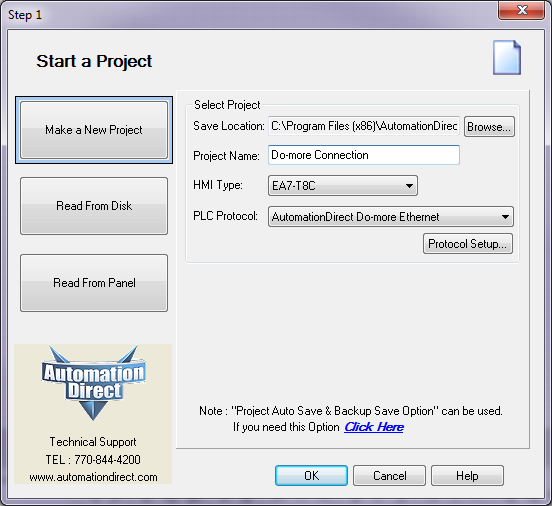 Step 1
Start a Project
Make a New Project
Read From Disk
Read From Panel
Select Project
Save Location: C:\Program Files (x86)\AutomationDirec Browse...
Project Name: Do-more Connection
HMI Type: EA7-T8C
PLC Protocol: AutomationDirect Do-more Ethernet
Protocol Setup...
Automation
Direct
Technical Support
TEL : 770-844-4200
www.automationdirect.com
Note : "Project Auto Save & Backup Save Option" can be used.
If you need this Option Click Here
OK Cancel Help